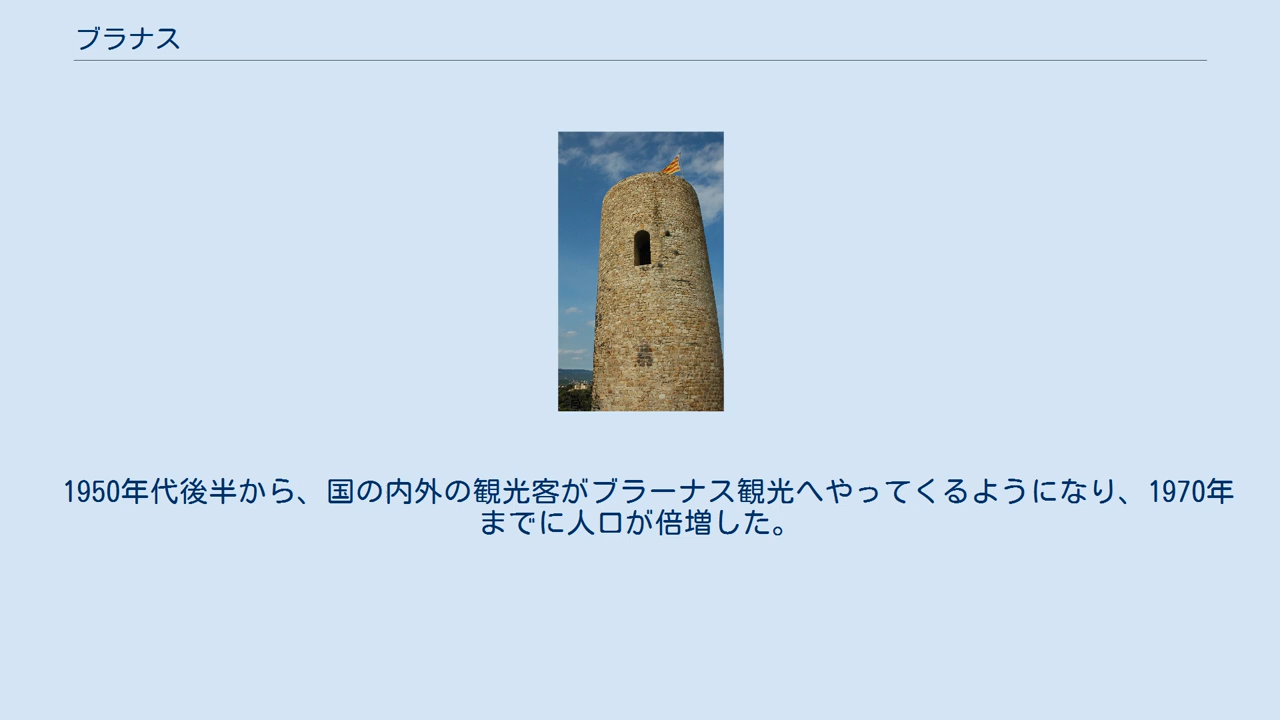 ブラナス
1950年代後半から、国の内外の観光客がブラーナス観光へやってくるようになり、1970年
までに人口が倍増した。